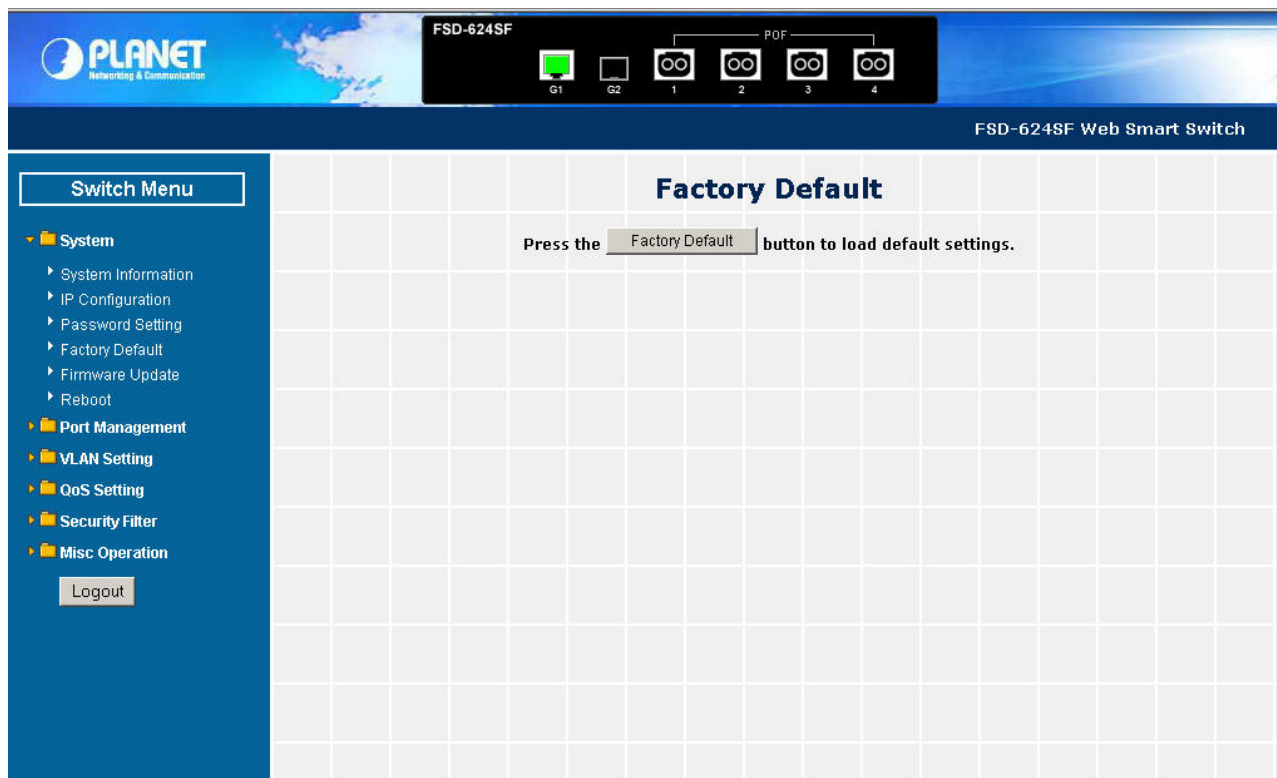 PLANET
Networking & Communication
FSD-624SF
POF
G1 G2 1 2 3 4
FSD-624SF Web Smart Switch
Switch Menu
System
System Information
IP Configuration
Password Setting
Factory Default
Firmware Update
Reboot
Port Management
VLAN Setting
QoS Setting
Security Filter
Misc Operation
Logout
Factory Default
Press the Factory Default button to load default settings.